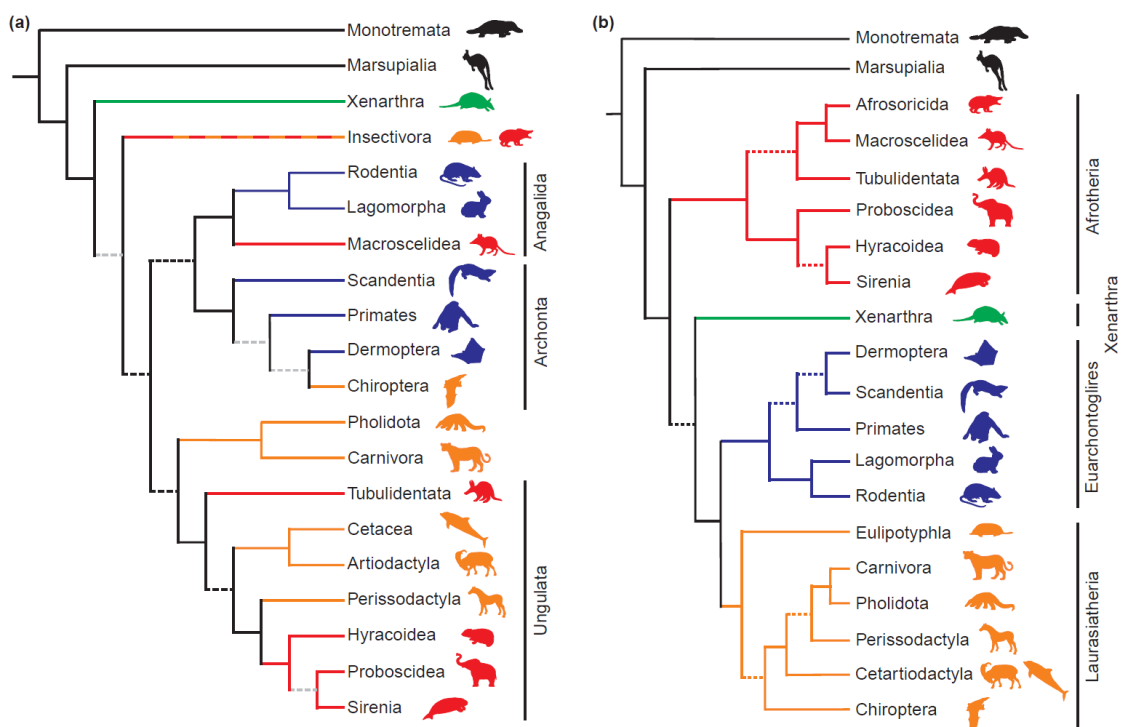 (a)
Monotremata
Marsupialia
Xenarthra
Insectivora
Rodentia
Lagomorpha
Macroscelidea
Scandentia
Primates
Dermoptera
Chiroptera
Pholidota
Carnivora
Tubulidentata
Cetacea
Artiodactyla
Perissodactyla
Hyracoidea
Proboscidea
Sirenia
Anagalida
Archonta
Ungulata
(b)
Monotremata
Marsupialia
Afrosoricida
Macroscelidea
Tubulidentata
Proboscidea
Hyracoidea
Sirenia
Xenarthra
Dermoptera
Scandentia
Primates
Lagomorpha
Rodentia
Eulipotyphla
Carnivora
Pholidota
Perissodactyla
Cetartiodactyla
Chiroptera
Afrotheria
Xenarthra
Euarchontoglires
Laurasiatheria